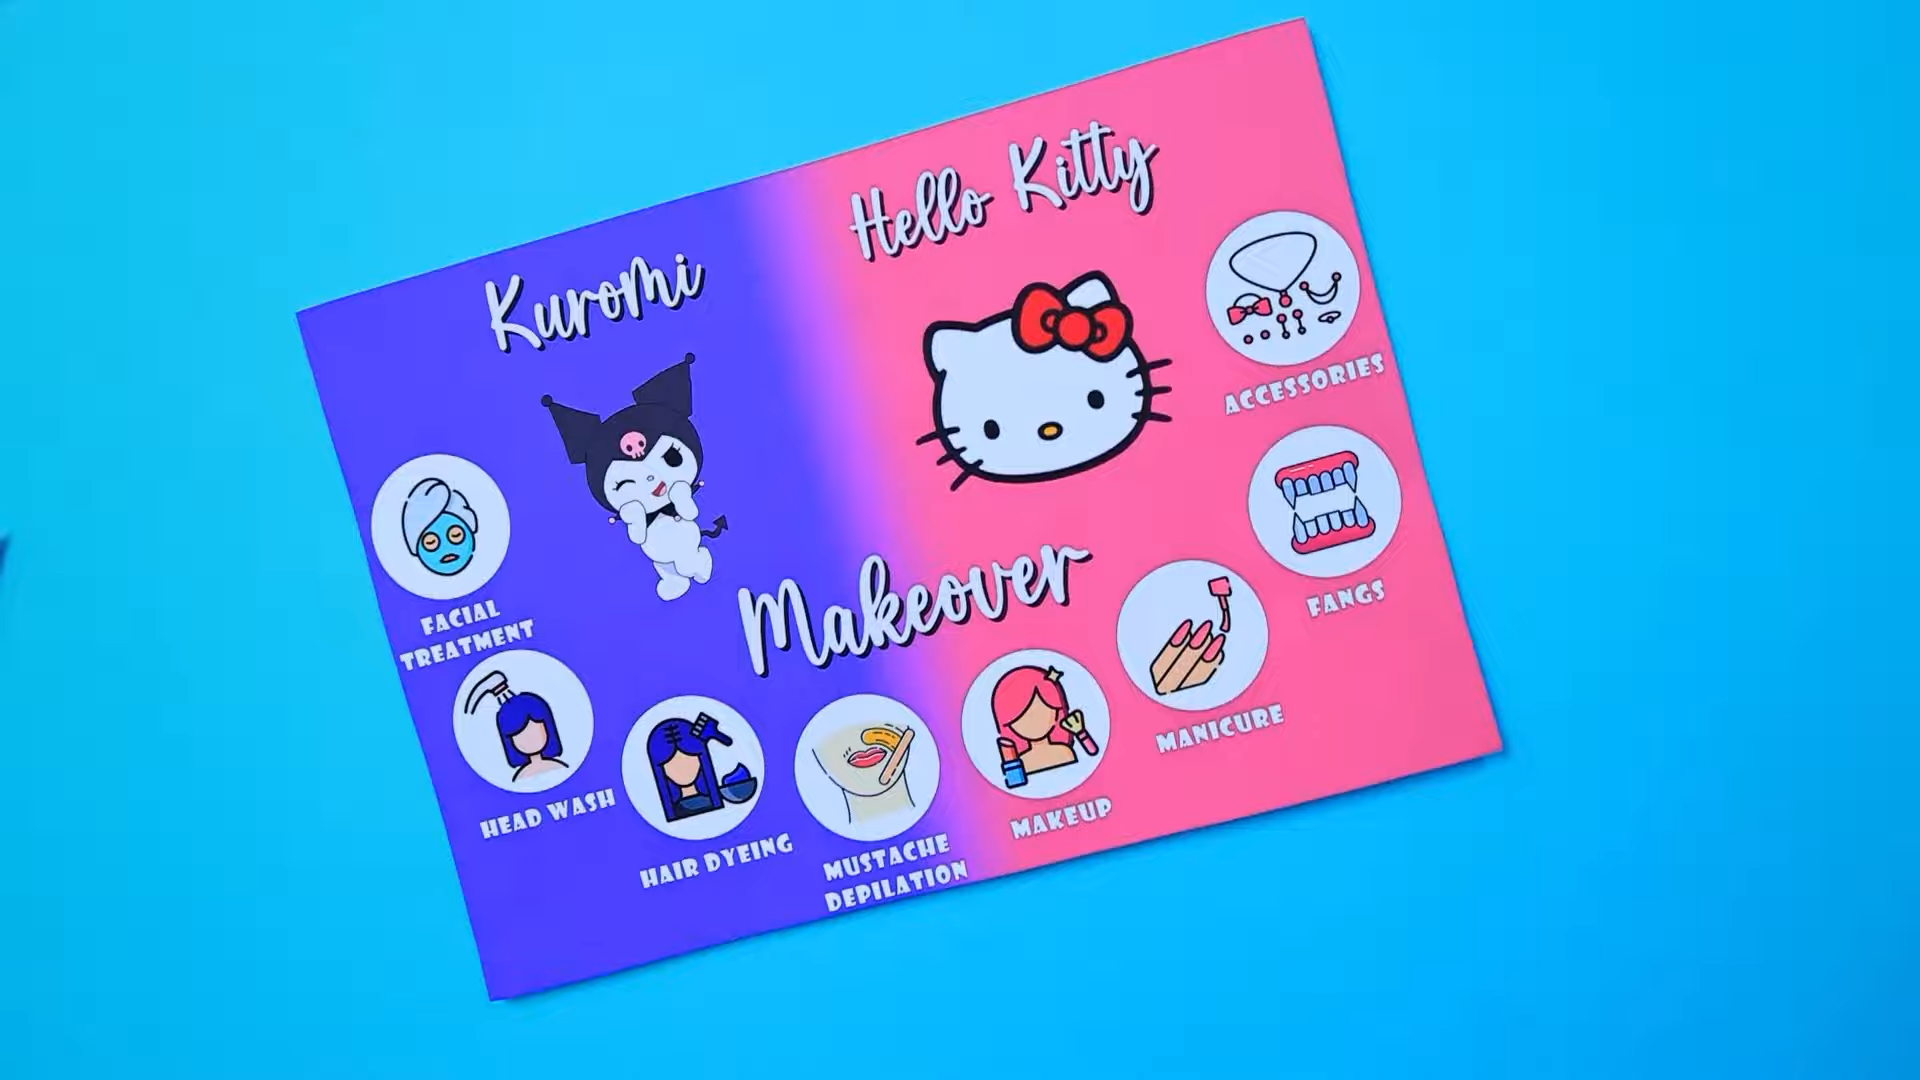 Kuromi
Hello Kitty
Makeover
FACIAL
TREATMENT
HEAD WASH
HAIR DYEING
MUSTACHE
DEPILATION
MAKEUP
MANICURE
FANGS
ACCESSORIES